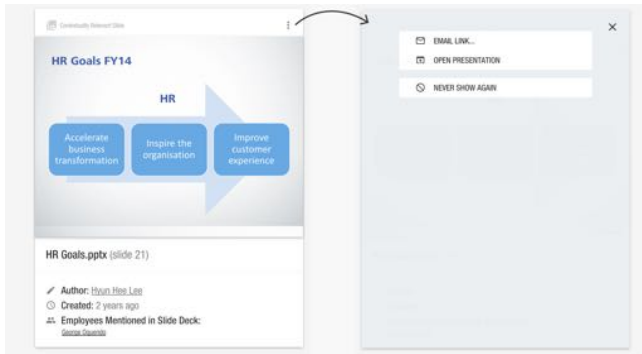 Contextually Relevant Slide
HR Goals FY14
HR
Accelerate
business
transformation
Inspire the
organisation
Improve
customer
experience
HR Goals.pptx (slide 21)
Author: Hyun Hee Lee
Created: 2 years ago
Employees Mentioned in Slide Deck:
George
EMAIL LINK...
OPEN PRESENTATION
NEVER SHOW AGAIN